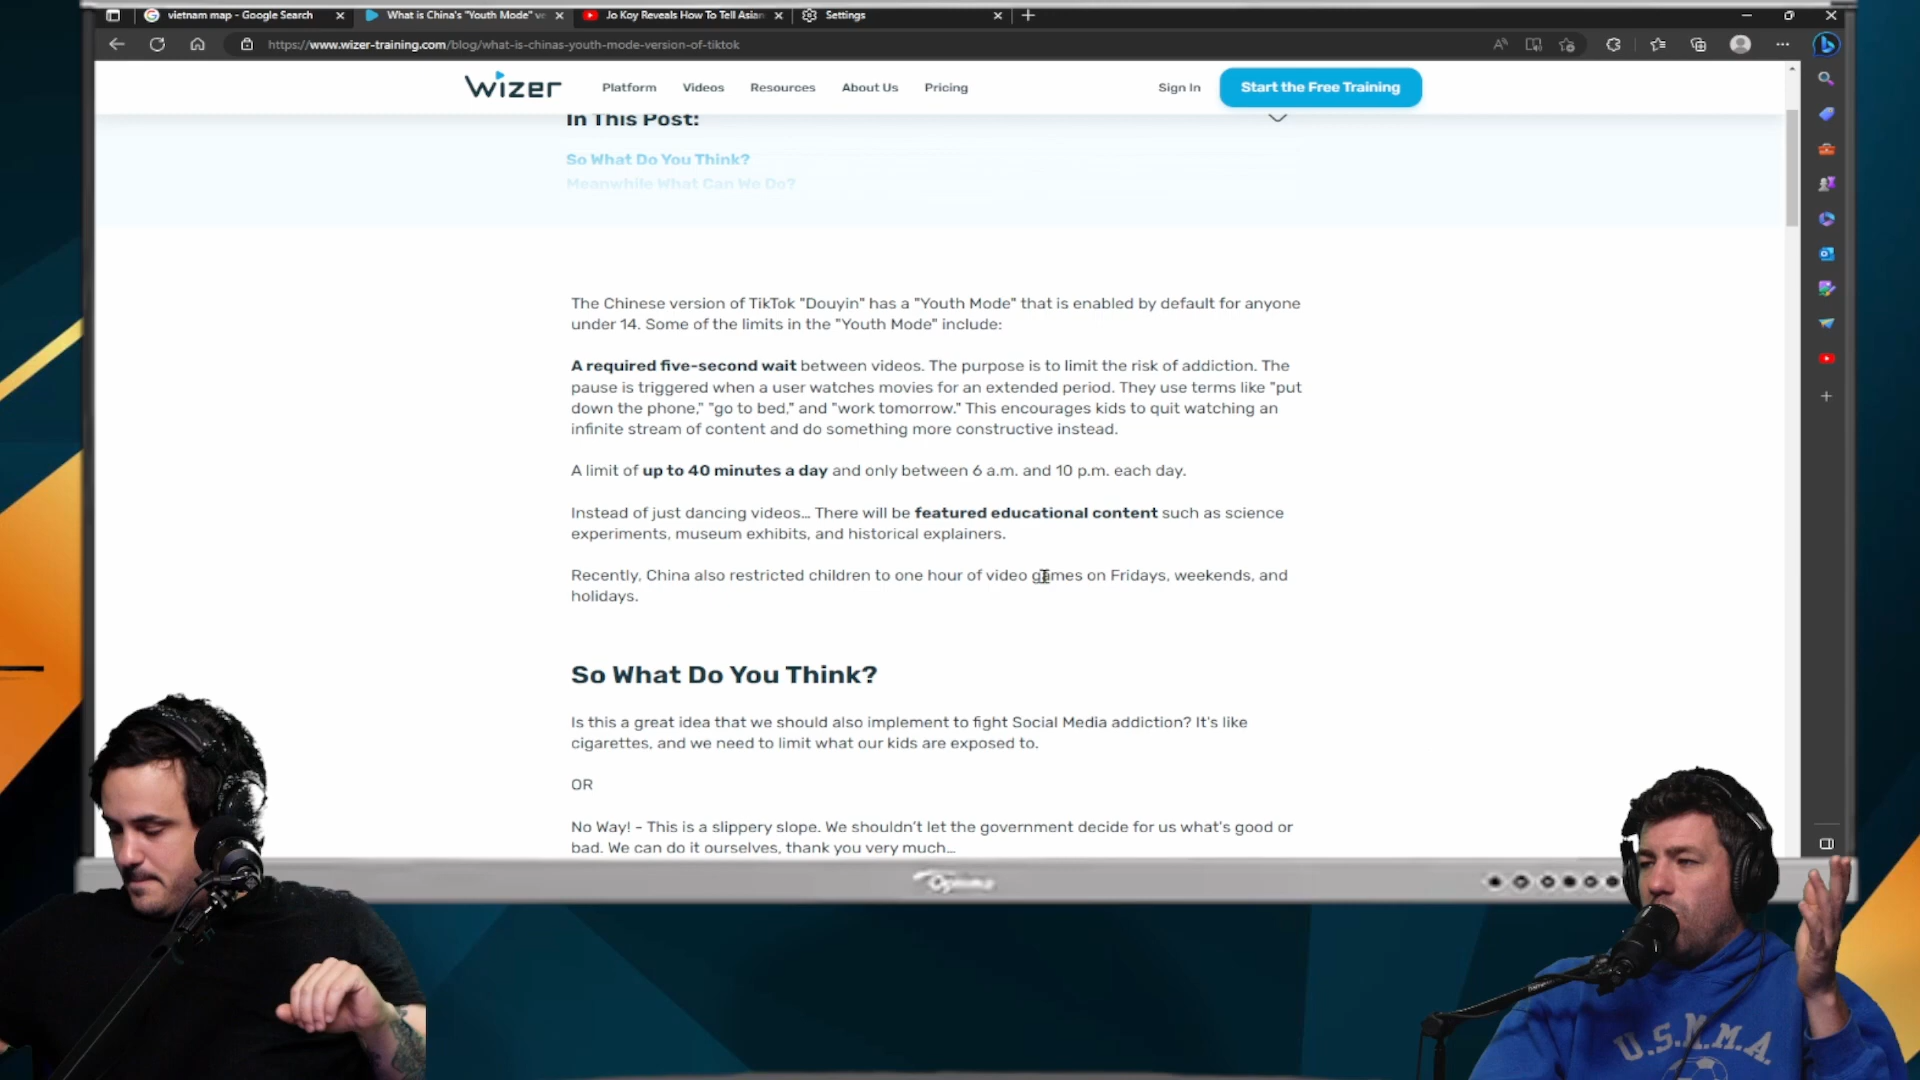 vietnam map - Google Search
What is China's "Youth Mode" ve
Jo Koy Reveals How To Tell Asian
Settings
https://www.wizer-training.com/blog/what-is-chinas-youth-mode-version-of-tiktok
wizer
Platform
Videos
Resources
About Us
Pricing
Sign In
Start the Free Training
In This Post:
So What Do You Think?
Meanwhile What Can We Do?
The Chinese version of TikTok "Douyin" has a "Youth Mode" that is enabled by default for anyone
under 14. Some of the limits in the "Youth Mode" include:
A required five-second wait between videos. The purpose is to limit the risk of addiction. The
pause is triggered when a user watches movies for an extended period. They use terms like "put
down the phone," "go to bed," and "work tomorrow." This encourages kids to quit watching an
infinite stream of content and do something more constructive instead.
A limit of up to 40 minutes a day and only between 6 a.m. and 10 p.m. each day.
Instead of just dancing videos... There will be featured educational content such as science
experiments, museum exhibits, and historical explainers.
Recently, China also restricted children to one hour of video games on Fridays, weekends, and
holidays.
So What Do You Think?
Is this a great idea that we should also implement to fight Social Media addiction? It's like
cigarettes, and we need to limit what our kids are exposed to.
OR
No Way! - This is a slippery slope. We shouldn't let the government decide for us what's good or
bad. We can do it ourselves, thank you very much...
U.S.M.M.A.